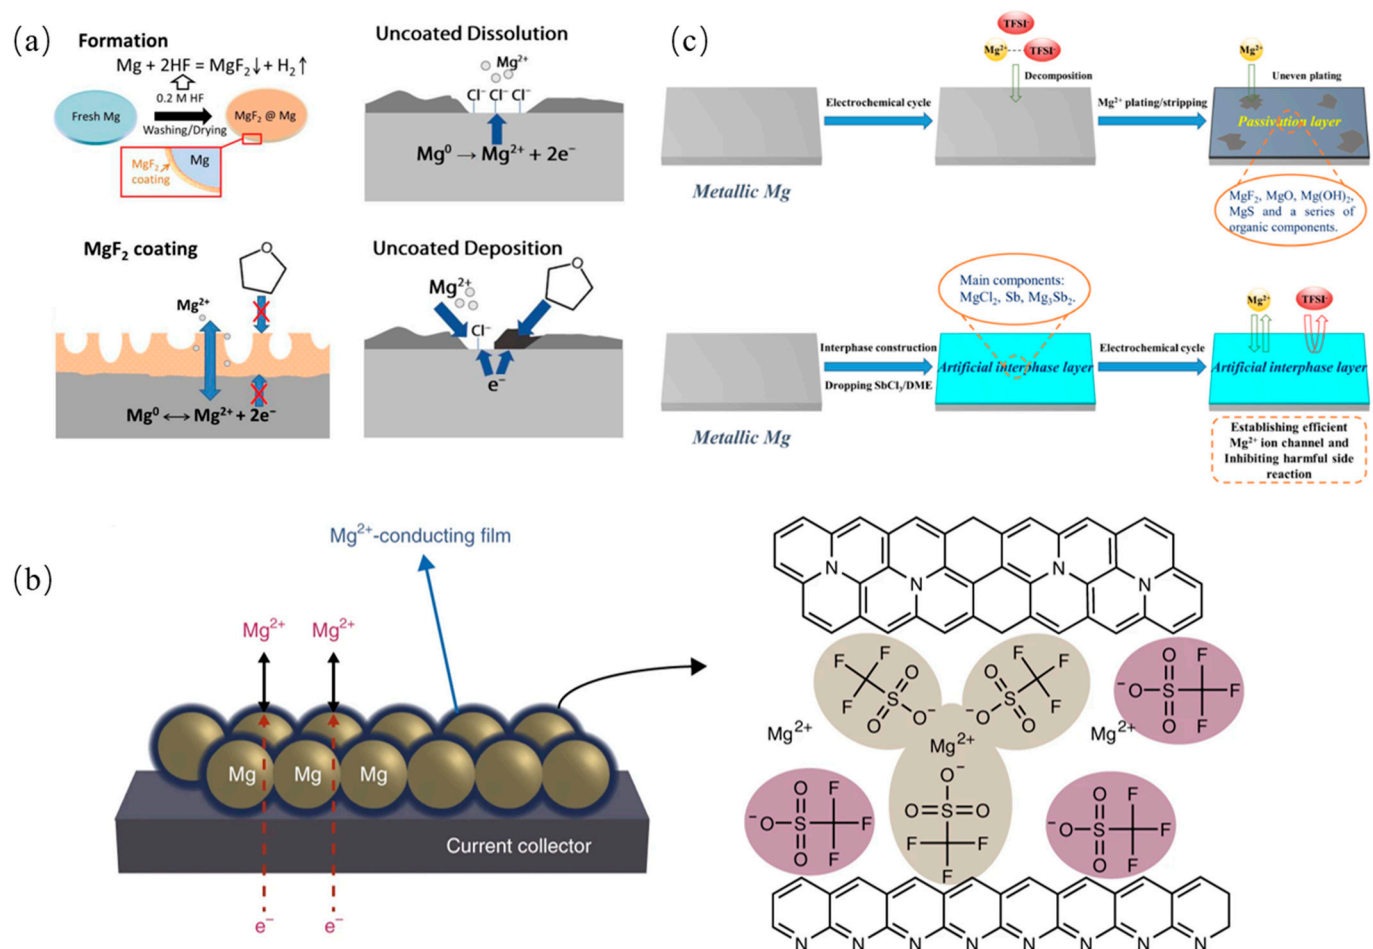 (a)
Formation
Mg + 2HF = MgF₂↓ + H₂↑
0.2 M HF
Fresh Mg
MgF₂ @ Mg
Washing/Drying
MgF₂
coating
Mg
Uncoated Dissolution
Mg²⁺
Cl⁻ Cl⁻ Cl⁻
Mg⁰ → Mg²⁺ + 2e⁻
MgF₂ coating
O
Mg²⁺
Mg⁰ ↔ Mg²⁺ + 2e⁻
Uncoated Deposition
O
Mg²⁺
Cl⁻
e⁻
(c)
TFSI⁻
Mg²⁺ TFSI⁻
Decomposition
Electrochemical cycle
Mg²⁺ plating/stripping
Mg²⁺
Uneven plating
Passivation layer
Metallic Mg
MgF₂, MgO, Mg(OH)₂,
MgS and a series of
organic components.
Main components:
MgCl₂, Sb, Mg₃Sb₂.
Interphase construction
Dropping SbCl₃/DME
Artificial interphase layer
Electrochemical cycle
Mg²⁺ TFSI⁻
Artificial interphase layer
Metallic Mg
Establishing efficient
Mg²⁺ ion channel and
Inhibiting harmful side
reaction
(b)
Mg²⁺-conducting film
Mg²⁺ Mg²⁺
Mg Mg Mg
Current collector
e⁻ e⁻
N N N N
F F F S O O O⁻
F F F S O O ⁻O
O F ⁻O S F O F
Mg²⁺
Mg²⁺
Mg²⁺
O⁻
O S O
F F F
O F ⁻O S F O F
O F ⁻O S F O F
N N N N N N N